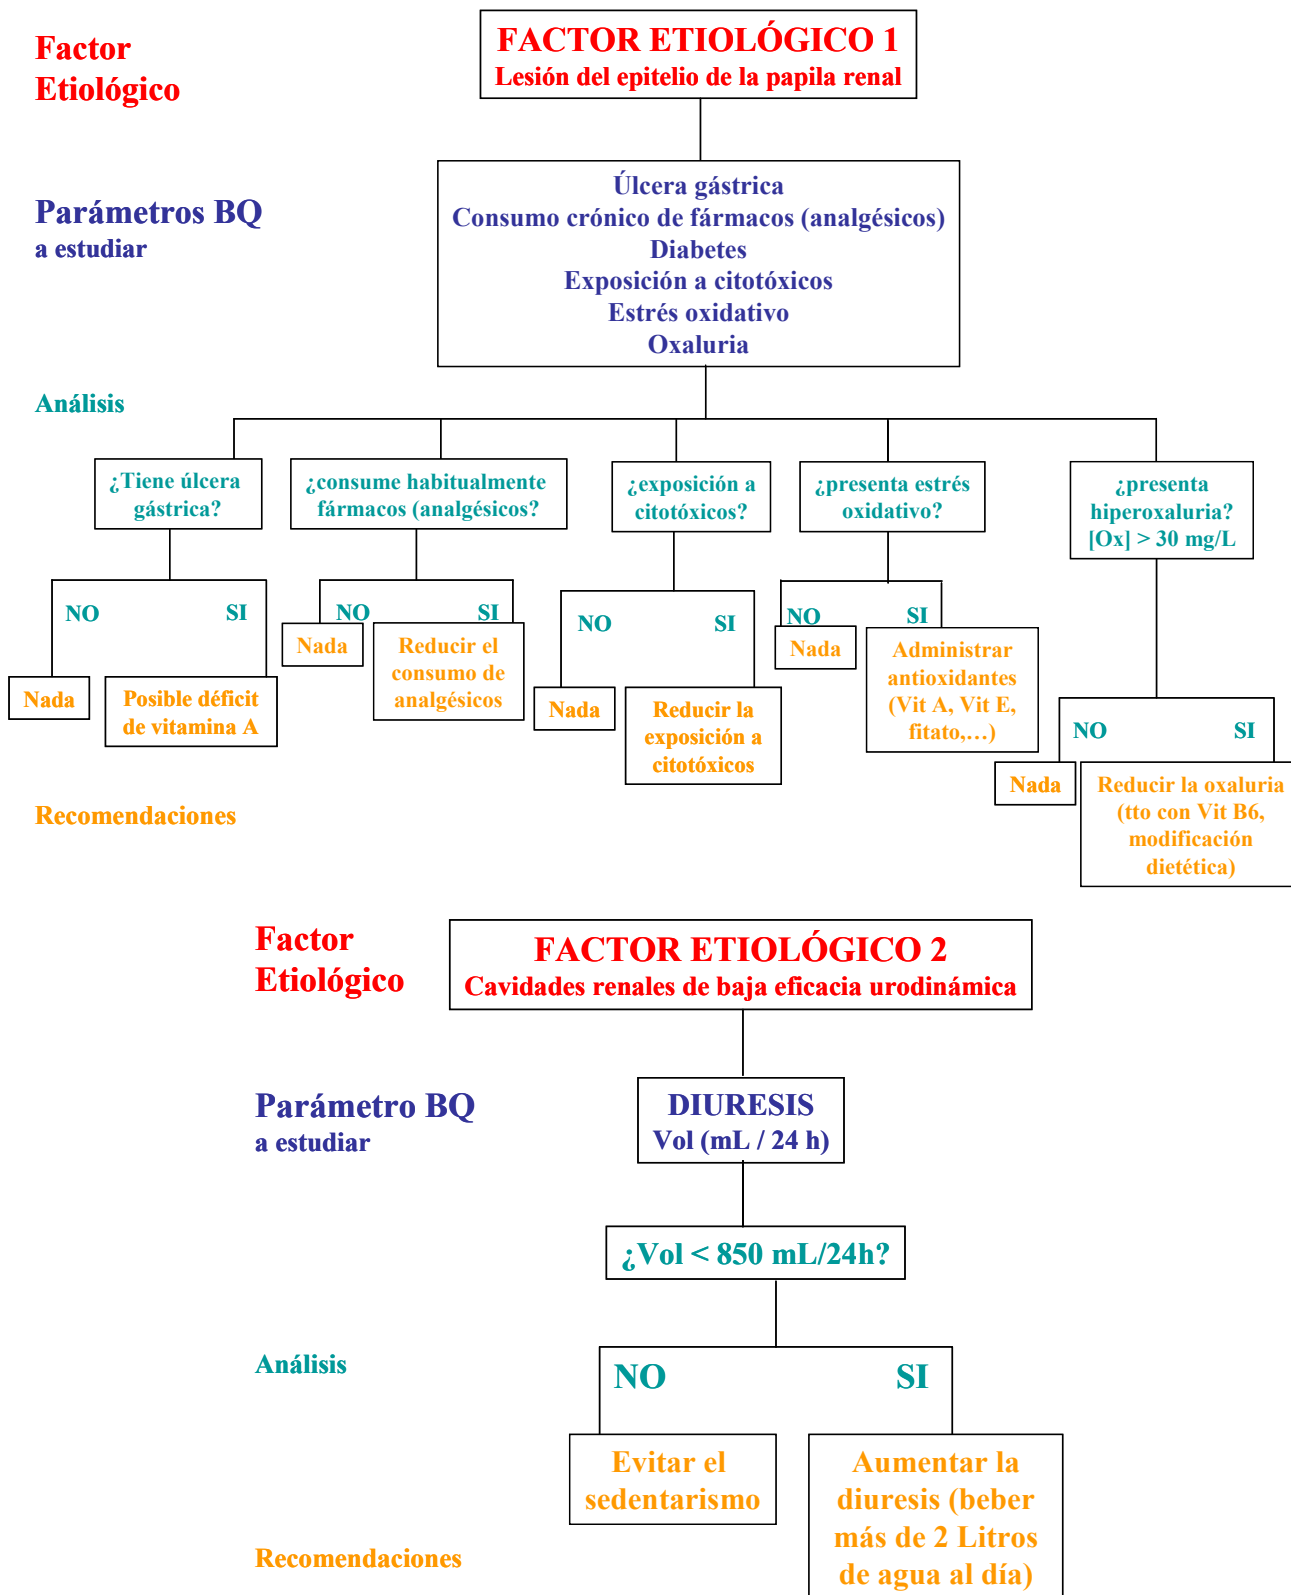 Factor
Etiológico
FACTOR ETIOLÓGICO 1
Lesión del epitelio de la papila renal
Parámetros BQ
a estudiar
Úlcera gástrica
Consumo crónico de fármacos (analgésicos)
Diabetes
Exposición a citotóxicos
Estrés oxidativo
Oxaluria
Análisis
¿Tiene úlcera
gástrica?
¿consume habitualmente
fármacos (analgésicos?
¿exposición a
citotóxicos?
¿presenta estrés
oxidativo?
¿presenta
hiperoxaluria?
[Ox] > 30 mg/L
NO SI
Nada
Posible déficit
de vitamina A
NO SI
Nada
Reducir el
consumo de
analgésicos
NO SI
Nada
Reducir la
exposición a
citotóxicos
NO SI
Nada
Administrar
antioxidantes
(Vit A, Vit E,
fitato,…)
NO SI
Nada
Reducir la oxaluria
(tto con Vit B6,
modificación
dietética)
Recomendaciones
Factor
Etiológico
FACTOR ETIOLÓGICO 2
Cavidades renales de baja eficacia urodinámica
Parámetro BQ
a estudiar
DIURESIS
Vol (mL / 24 h)
¿Vol < 850 mL/24h?
Análisis
NO SI
Evitar el
sedentarismo
Aumentar la
diuresis (beber
más de 2 Litros
de agua al día)
Recomendaciones